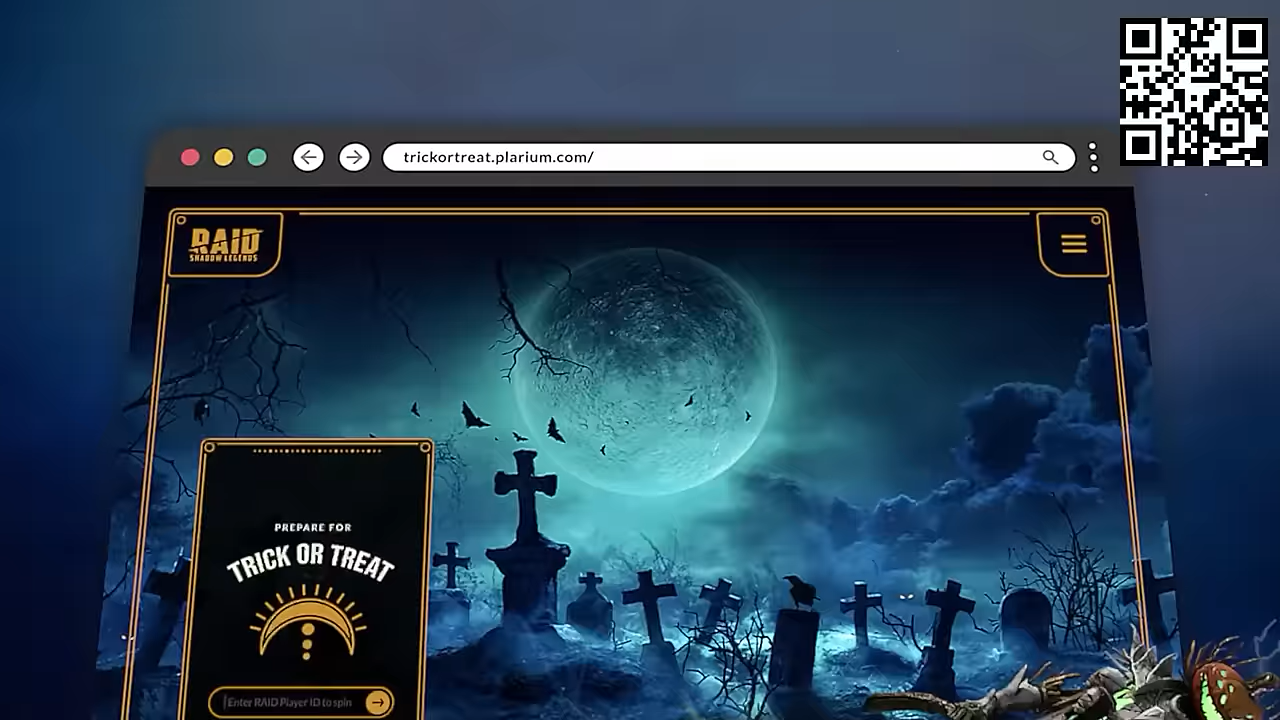 trickortreat.plarium.com/
RAID
SHADOW LEGENDS
PREPARE FOR
TRICK OR TREAT
Enter RAID Player ID to spin